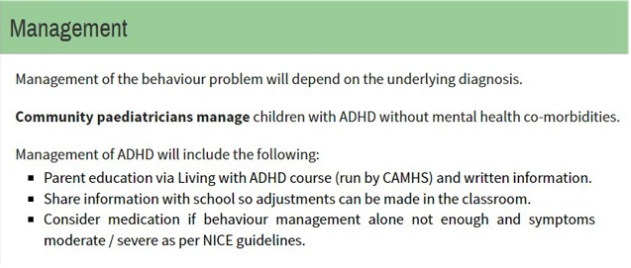 Management
Management of the behaviour problem will depend on the underlying diagnosis.
Community paediatricians manage children with ADHD without mental health co-morbidities.
Management of ADHD will include the following:
▪ Parent education via Living with ADHD course (run by CAMHS) and written information.
▪ Share information with school so adjustments can be made in the classroom.
▪ Consider medication if behaviour management alone not enough and symptoms
moderate / severe as per NICE guidelines.